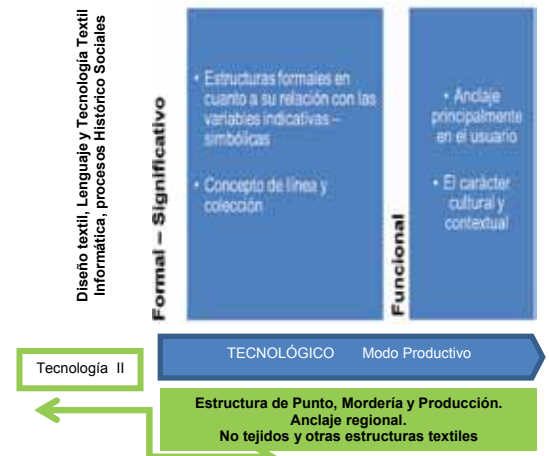 Diseño textil, Lenguaje y Tecnología Textil
Informática, procesos Histórico Sociales
Formal – Significativo
• Estructuras formales en
cuanto a su relación con las
variables indicativas –
simbólicas
• Concepto de línea y
colección
Funcional
• Anclaje
principalmente
en el usuario
• El carácter
cultural y
contextual
Tecnología II
TECNOLÓGICO Modo Productivo
Estructura de Punto, Mordería y Producción.
Anclaje regional.
No tejidos y otras estructuras textiles